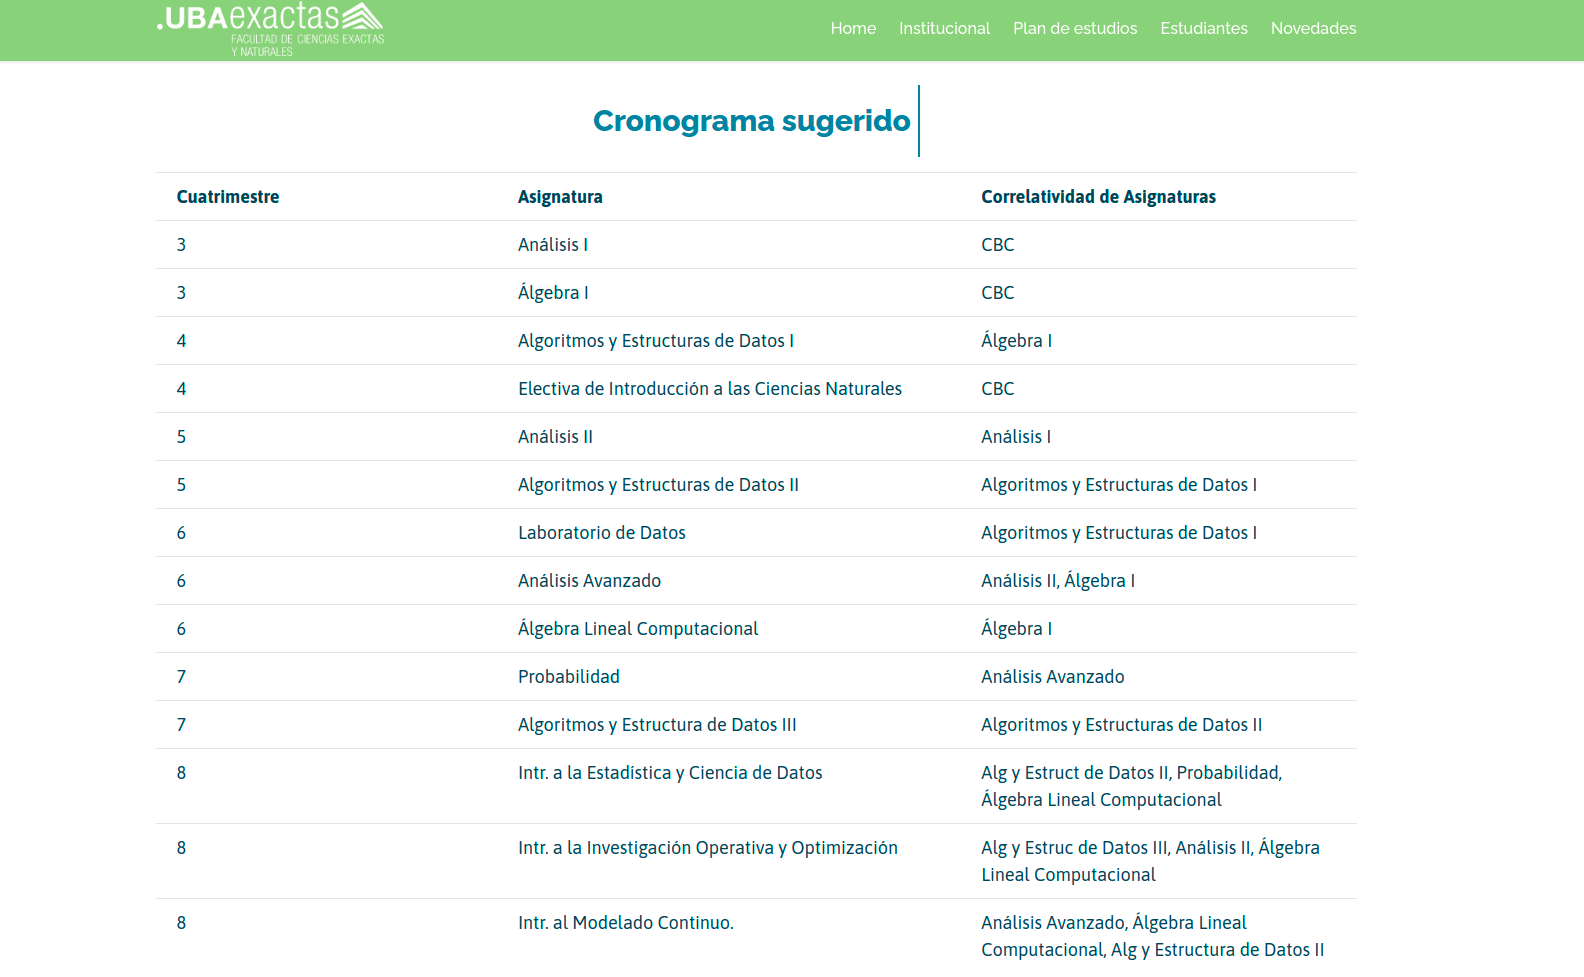 .UBAexactas
FACULTAD DE CIENCIAS EXACTAS
Y NATURALES
Home Institucional Plan de estudios Estudiantes Novedades
Cronograma sugerido
Cuatrimestre Asignatura Correlatividad de Asignaturas
3 Análisis I CBC
3 Álgebra I CBC
4 Algoritmos y Estructuras de Datos I Álgebra I
4 Electiva de Introducción a las Ciencias Naturales CBC
5 Análisis II Análisis I
5 Algoritmos y Estructuras de Datos II Algoritmos y Estructuras de Datos I
6 Laboratorio de Datos Algoritmos y Estructuras de Datos I
6 Análisis Avanzado Análisis II, Álgebra I
6 Álgebra Lineal Computacional Álgebra I
7 Probabilidad Análisis Avanzado
7 Algoritmos y Estructura de Datos III Algoritmos y Estructuras de Datos II
8 Intr. a la Estadística y Ciencia de Datos Alg y Estruct de Datos II, Probabilidad,
Álgebra Lineal Computacional
8 Intr. a la Investigación Operativa y Optimización Alg y Estruc de Datos III, Análisis II, Álgebra
Lineal Computacional
8 Intr. al Modelado Continuo. Análisis Avanzado, Álgebra Lineal
Computacional, Alg y Estructura de Datos II